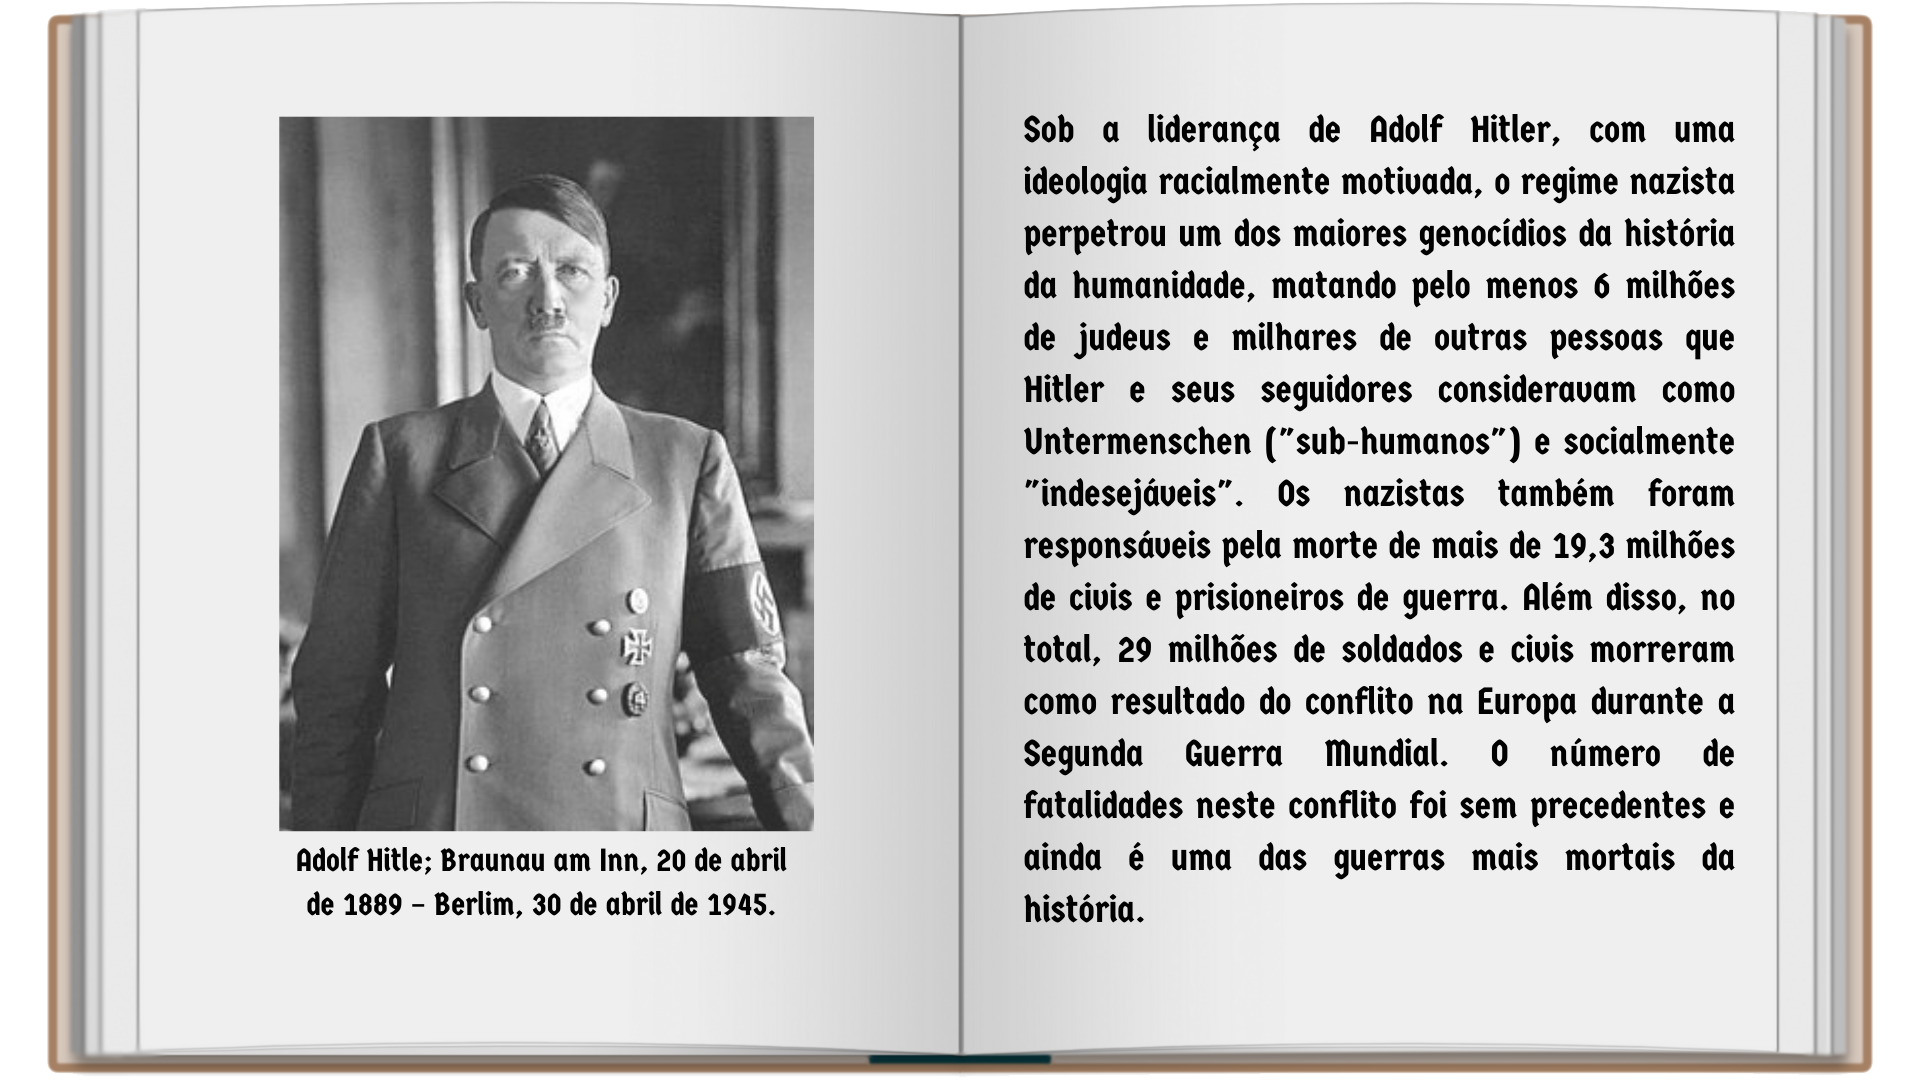 Adolf Hitle; Braunau am Inn, 20 de abril
de 1889 – Berlim, 30 de abril de 1945.
Sob a liderança de Adolf Hitler, com uma
ideologia racialmente motivada, o regime nazista
perpetrou um dos maiores genocídios da história
da humanidade, matando pelo menos 6 milhões
de judeus e milhares de outras pessoas que
Hitler e seus seguidores consideravam como
Untermenschen ("sub-humanos") e socialmente
"indesejáveis". Os nazistas também foram
responsáveis pela morte de mais de 19,3 milhões
de civis e prisioneiros de guerra. Além disso, no
total, 29 milhões de soldados e civis morreram
como resultado do conflito na Europa durante a
Segunda Guerra Mundial. O número de
fatalidades neste conflito foi sem precedentes e
ainda é uma das guerras mais mortais da
história.